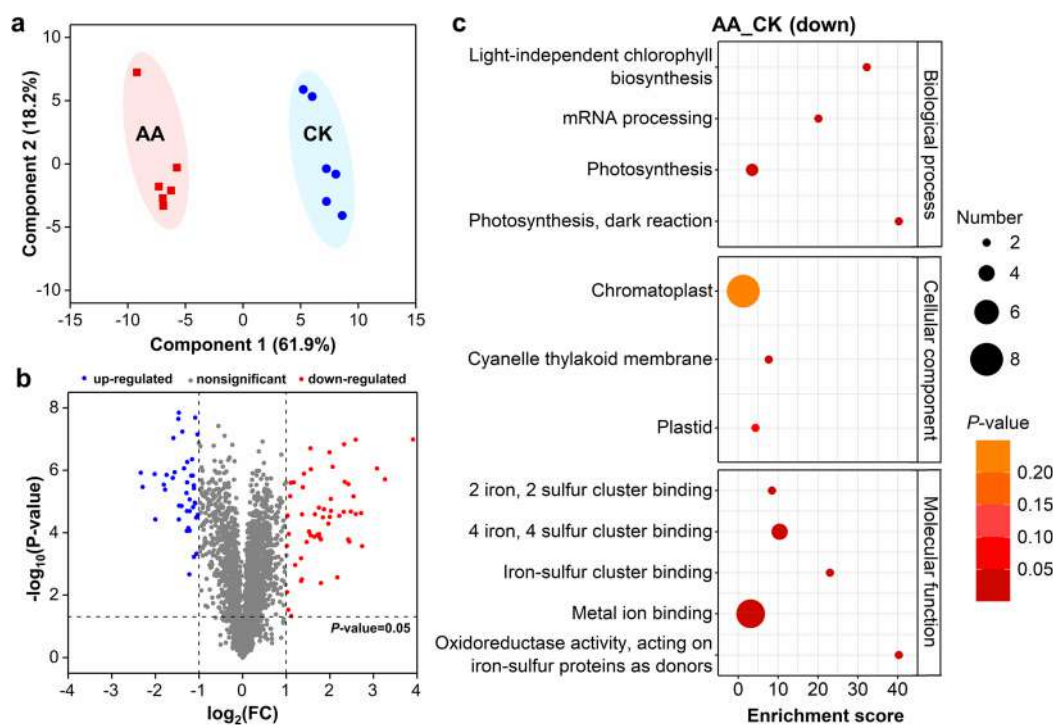 a
10
5
0
-5
-10
-15
-10
-5
0
5
10
15
Component 2 (18.2%)
Component 1 (61.9%)
AA
CK
b
up-regulated
nonsignificant
down-regulated
8
6
4
2
0
-4
-3
-2
-1
0
1
2
3
4
-log10(P-value)
log2(FC)
P-value=0.05
c
AA_CK (down)
Light-independent chlorophyll
biosynthesis
mRNA processing
Photosynthesis
Photosynthesis, dark reaction
Biological process
Chromatoplast
Cyanelle thylakoid membrane
Plastid
Cellular component
2 iron, 2 sulfur cluster binding
4 iron, 4 sulfur cluster binding
Iron-sulfur cluster binding
Metal ion binding
Oxidoreductase activity, acting on
iron-sulfur proteins as donors
Molecular function
0
10
20
30
40
Enrichment score
Number
2
4
6
8
P-value
0.20
0.15
0.10
0.05